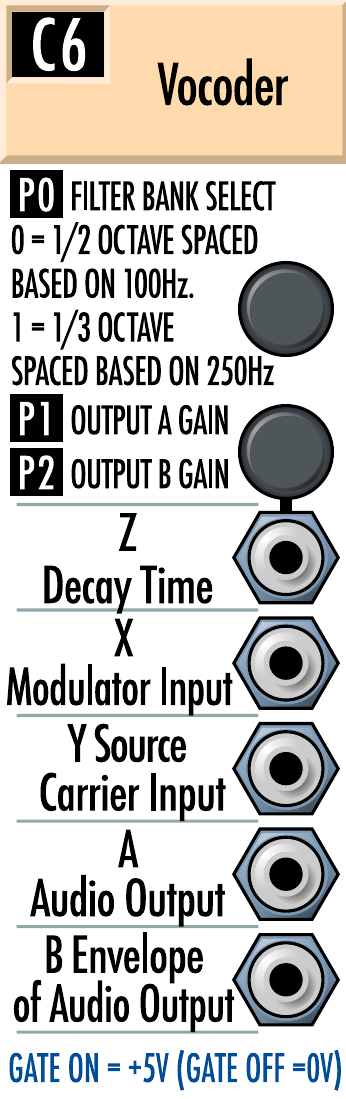 C6
Vocoder
P0 FILTER BANK SELECT
0 = 1/2 OCTAVE SPACED
BASED ON 100Hz.
1 = 1/3 OCTAVE
SPACED BASED ON 250Hz
P1 OUTPUT A GAIN
P2 OUTPUT B GAIN
Z
Decay Time
X
Modulator Input
Y Source
Carrier Input
A
Audio Output
B Envelope
of Audio Output
GATE ON = +5V (GATE OFF =0V)